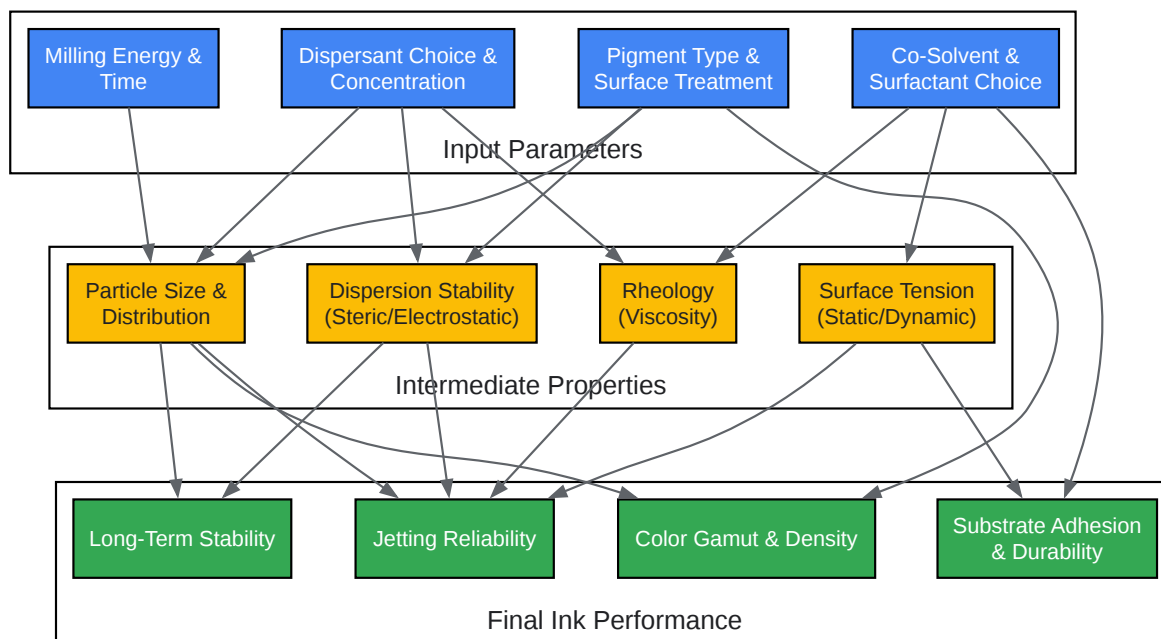 Milling Energy &
Time
Dispersant Choice &
Concentration
Pigment Type &
Surface Treatment
Co-Solvent &
Surfactant Choice
Input Parameters
Particle Size &
Distribution
Dispersion Stability
(Steric/Electrostatic)
Rheology
(Viscosity)
Surface Tension
(Static/Dynamic)
Intermediate Properties
Long-Term Stability
Jetting Reliability
Color Gamut & Density
Substrate Adhesion
& Durability
Final Ink Performance